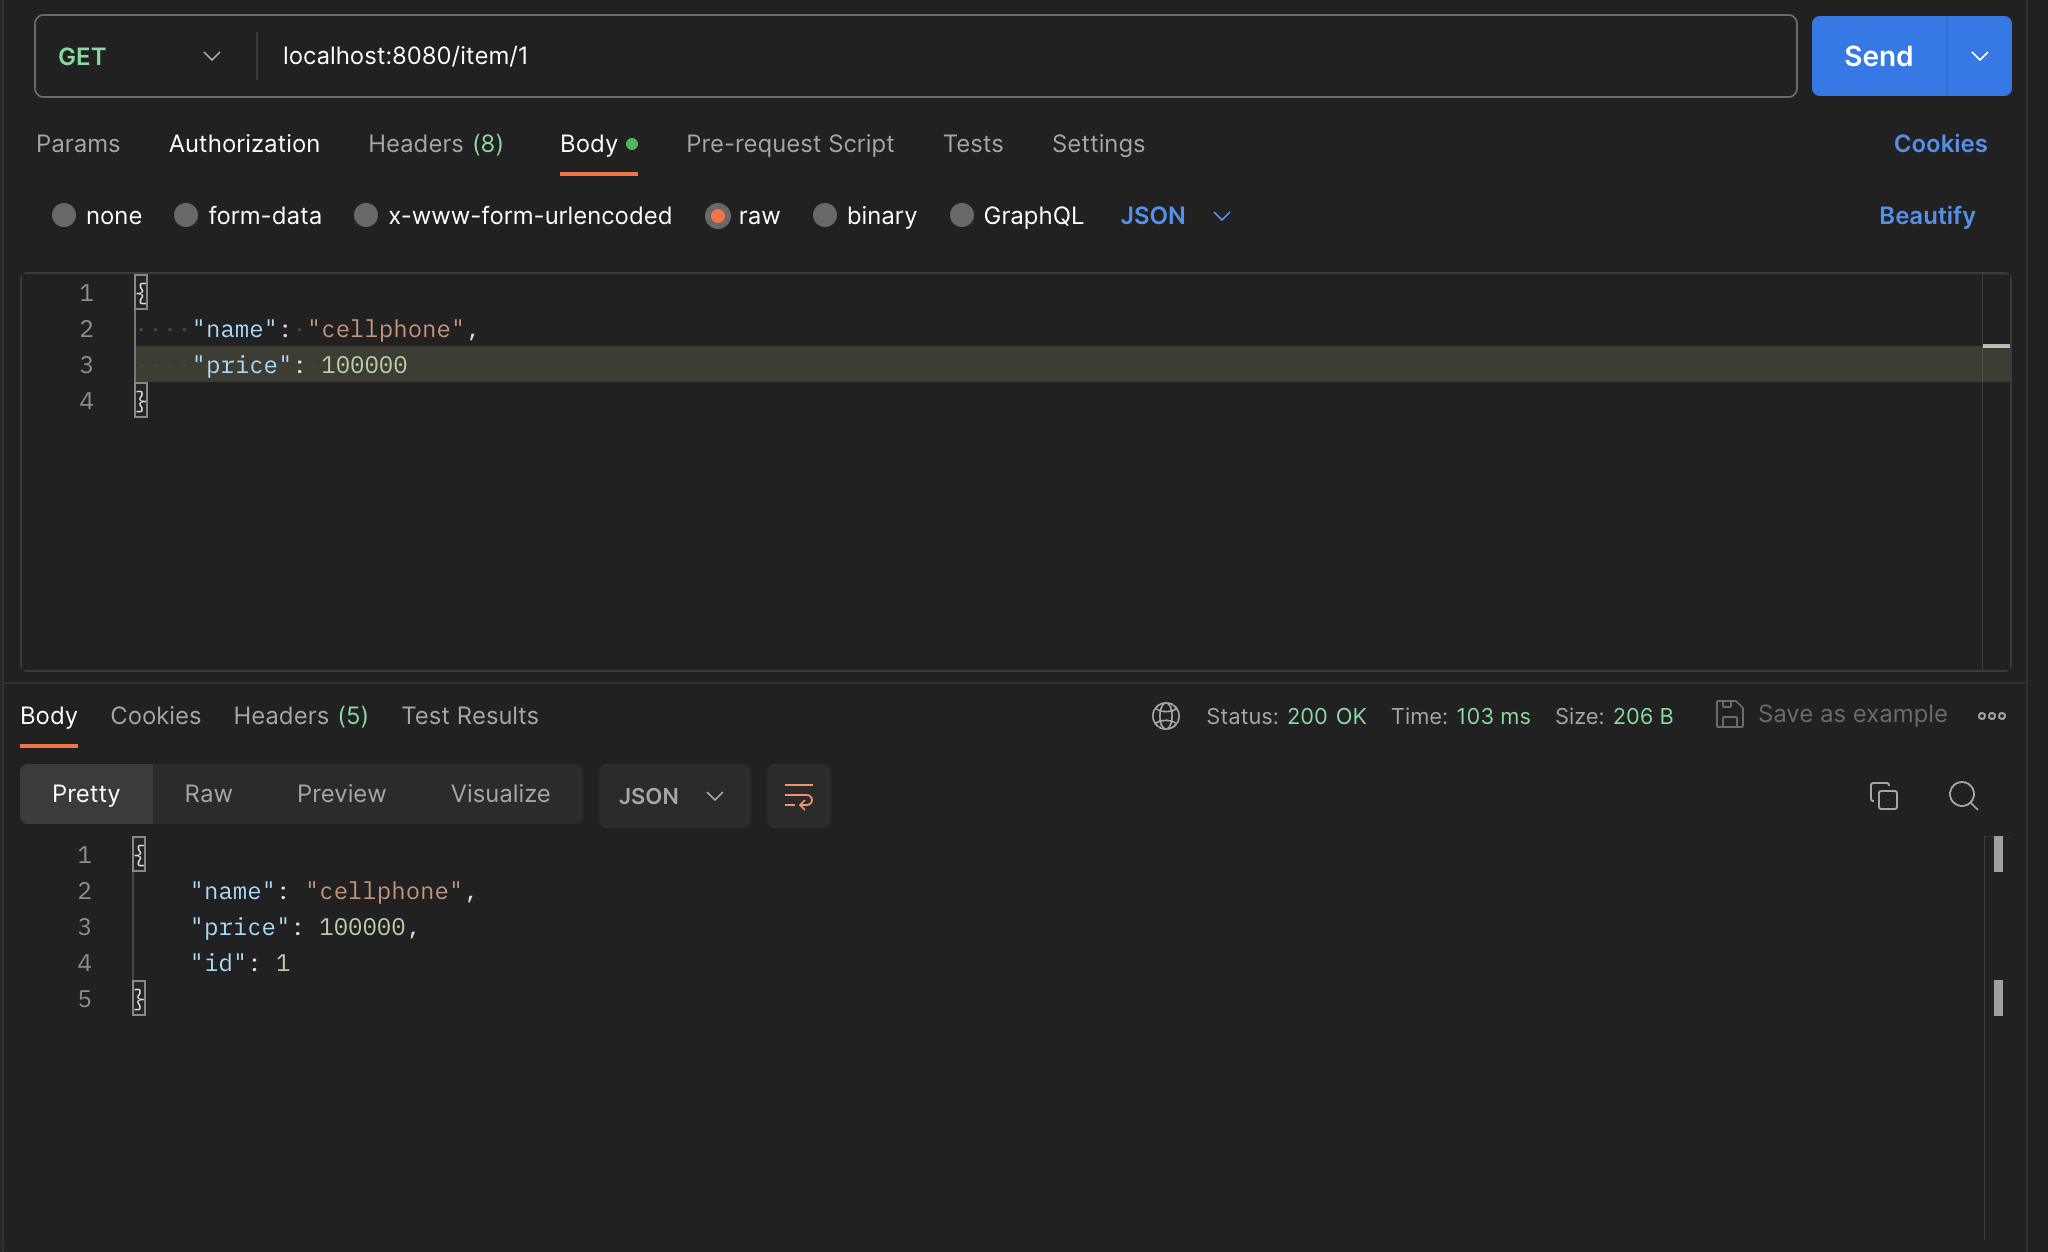 GET localhost:8080/item/1 Send
Params Authorization Headers (8) Body Pre-request Script Tests Settings Cookies
none form-data x-www-form-urlencoded raw binary GraphQL JSON Beautify
1 {
2 "name": "cellphone",
3 "price": 100000
4 }
Body Cookies Headers (5) Test Results Status: 200 OK Time: 103 ms Size: 206 B Save as example
Pretty Raw Preview Visualize JSON
1 {
2 "name": "cellphone",
3 "price": 100000,
4 "id": 1
5 }